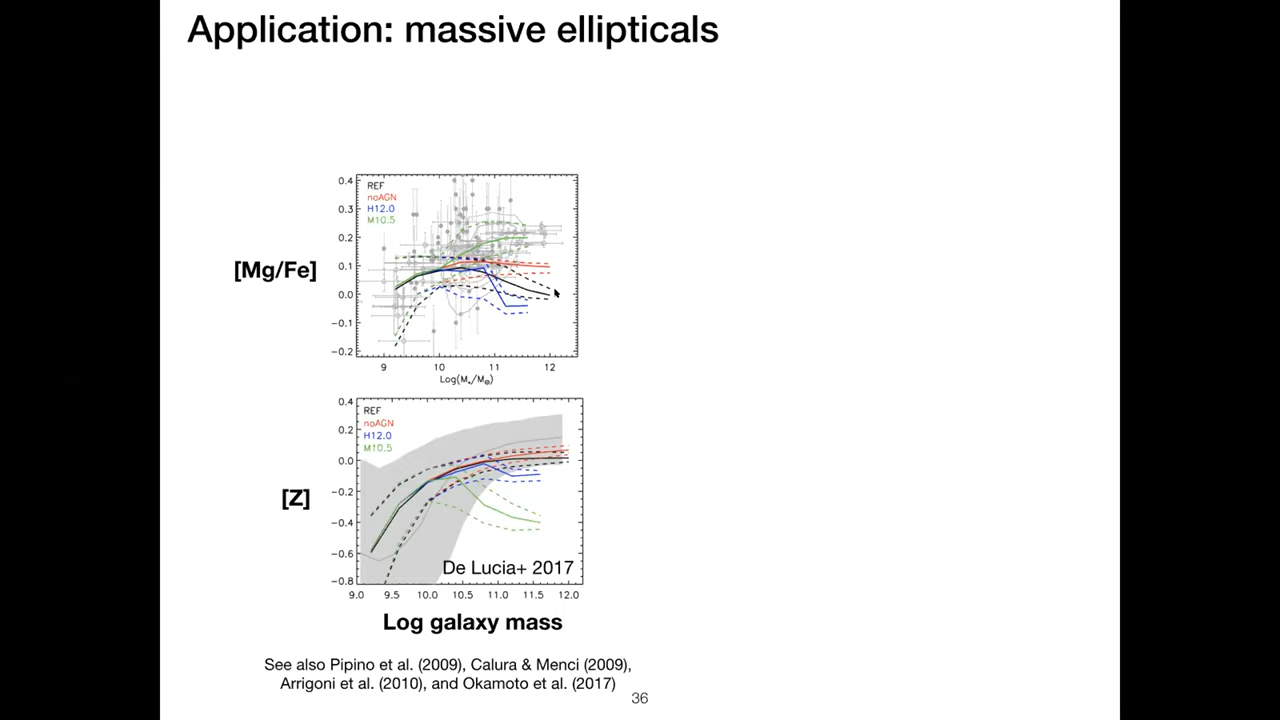 Application: massive ellipticals
[Mg/Fe]
0.4
0.3
0.2
0.1
0.0
−0.1
−0.2
REF
noAGN
H12.0
M10.5
9 10 11 12
Log(M⋆/M⊙)
[Z]
0.4
0.2
0.0
−0.2
−0.4
−0.6
−0.8
REF
noAGN
H12.0
M10.5
De Lucia+ 2017
9.0 9.5 10.0 10.5 11.0 11.5 12.0
Log galaxy mass
See also Pipino et al. (2009), Calura & Menci (2009),
Arrigoni et al. (2010), and Okamoto et al. (2017)
36